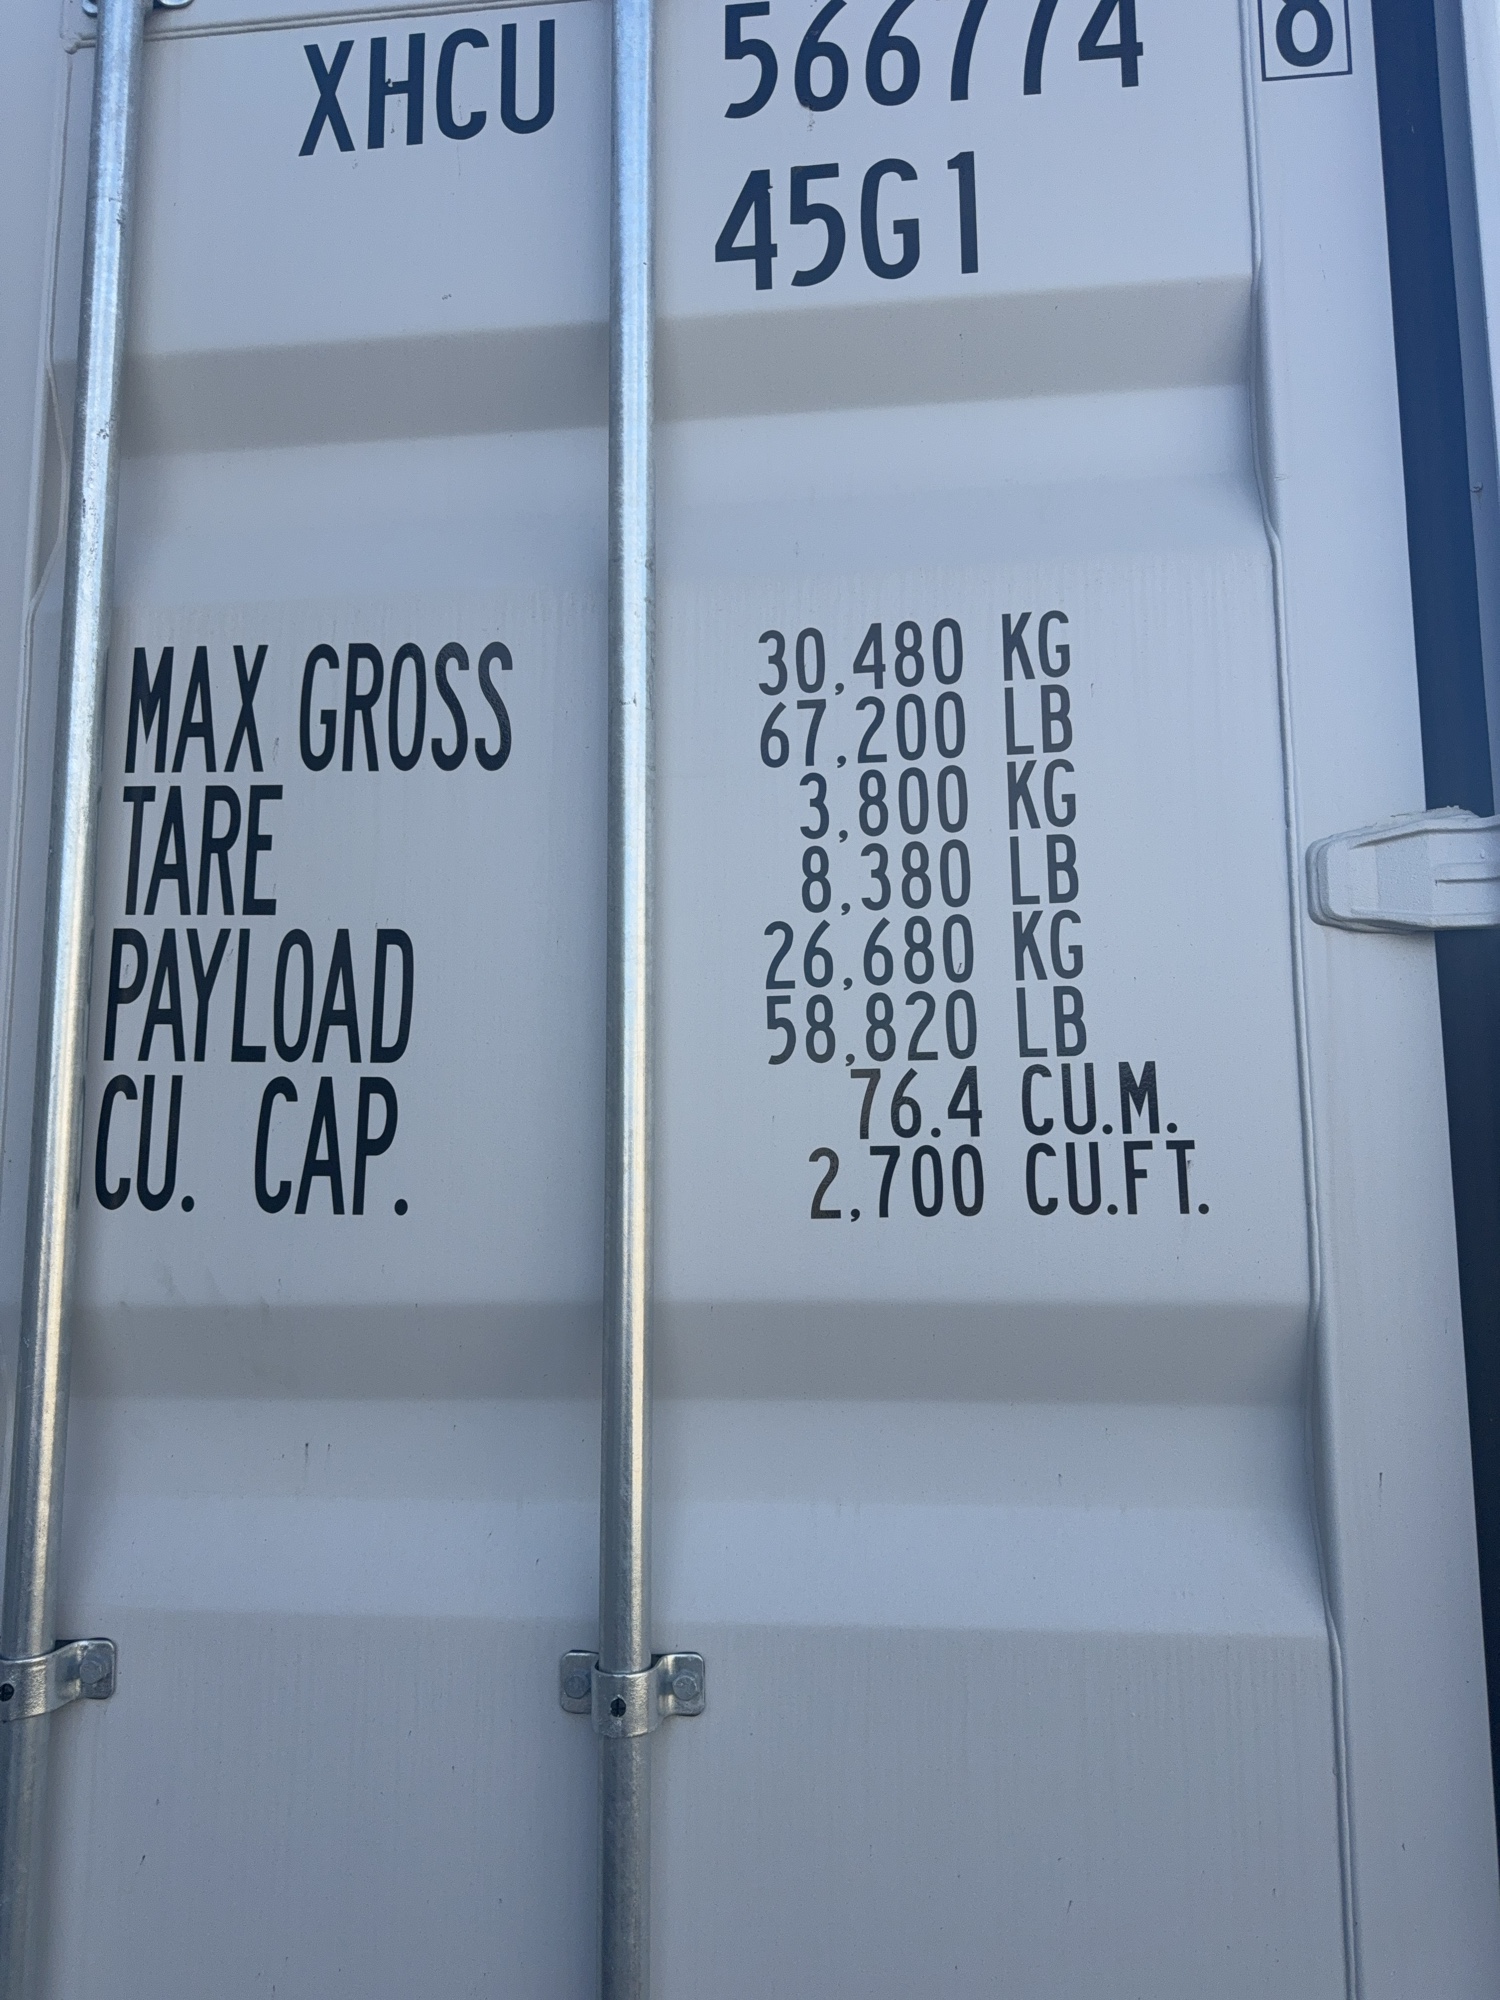 XHCU 566774 8
45G1
MAX GROSS 30,480 KG
67,200 LB
TARE 3,800 KG
8,380 LB
PAYLOAD 26,680 KG
58,820 LB
CU. CAP. 76.4 CU.M.
2,700 CU.FT.